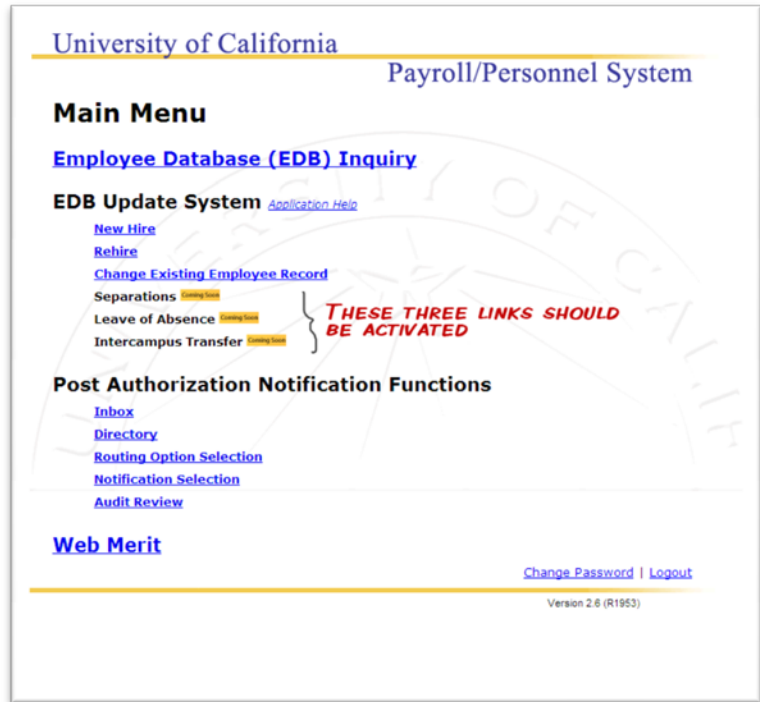 University of California
Payroll/Personnel System
Main Menu
Employee Database (EDB) Inquiry
EDB Update System Application Help
New Hire
Rehire
Change Existing Employee Record
Separations Coming Soon
Leave of Absence Coming Soon
Intercampus Transfer Coming Soon
THESE THREE LINKS SHOULD
BE ACTIVATED
Post Authorization Notification Functions
Inbox
Directory
Routing Option Selection
Notification Selection
Audit Review
Web Merit
Change Password | Logout
Version 2.6 (R1953)
UNIVERSITY OF CALIF